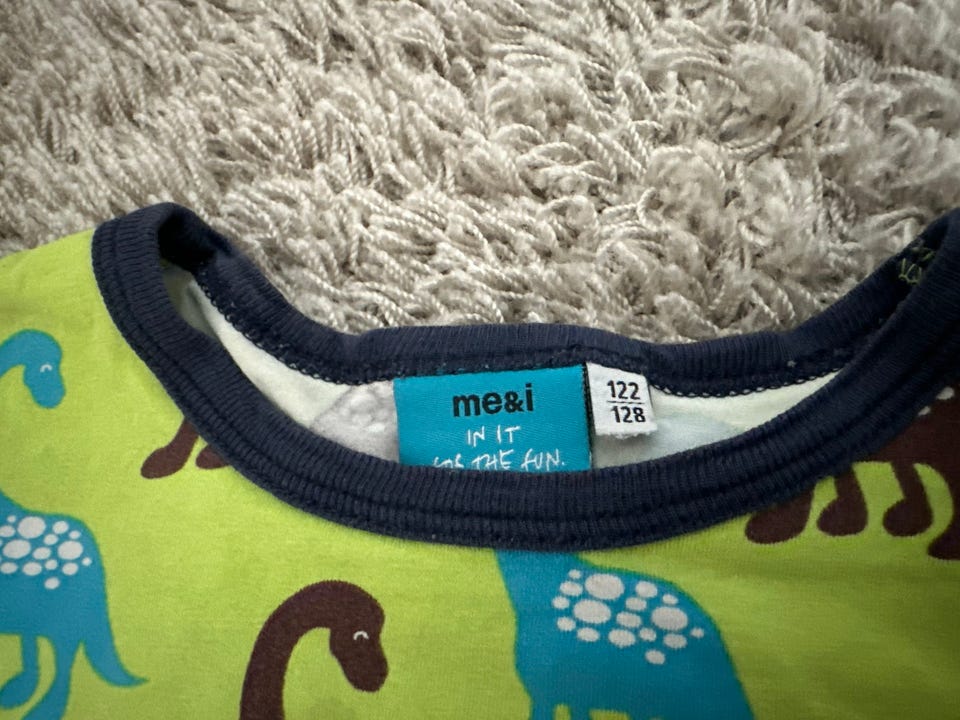 me&i
IN IT
THE FUN.
122
128